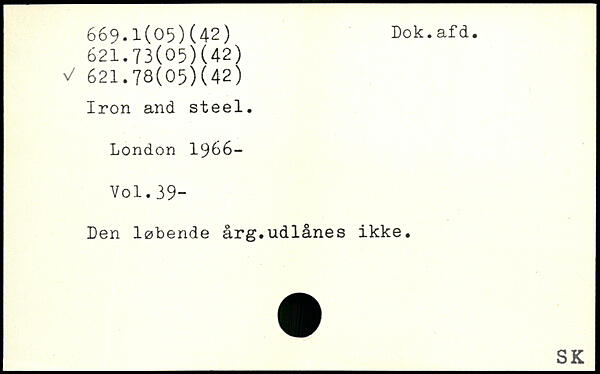 669.1(05)(42) Dok.afd.
621.73(05)(42)
✓ 621.78(05)(42)
Iron and steel.
London 1966-
Vol.39-
Den løbende årg.udlånes ikke.
SK